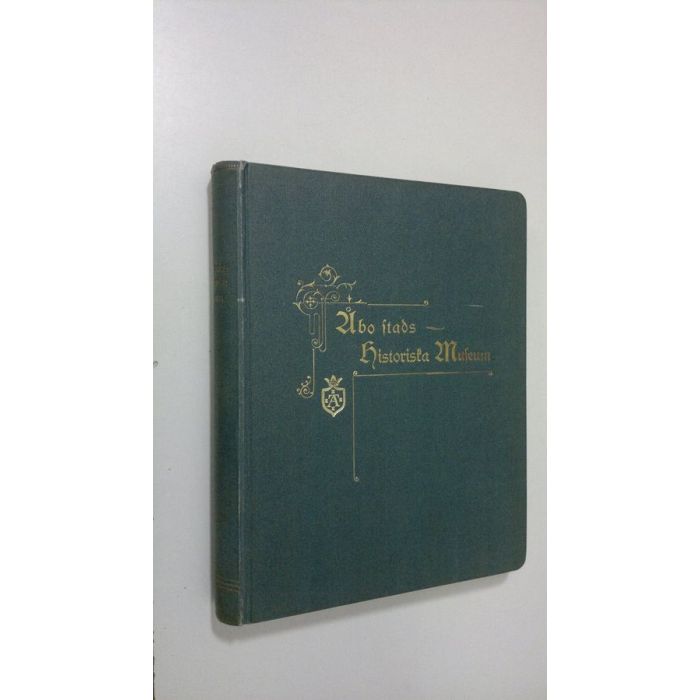 Åbo stads —
Historiska Museum
A